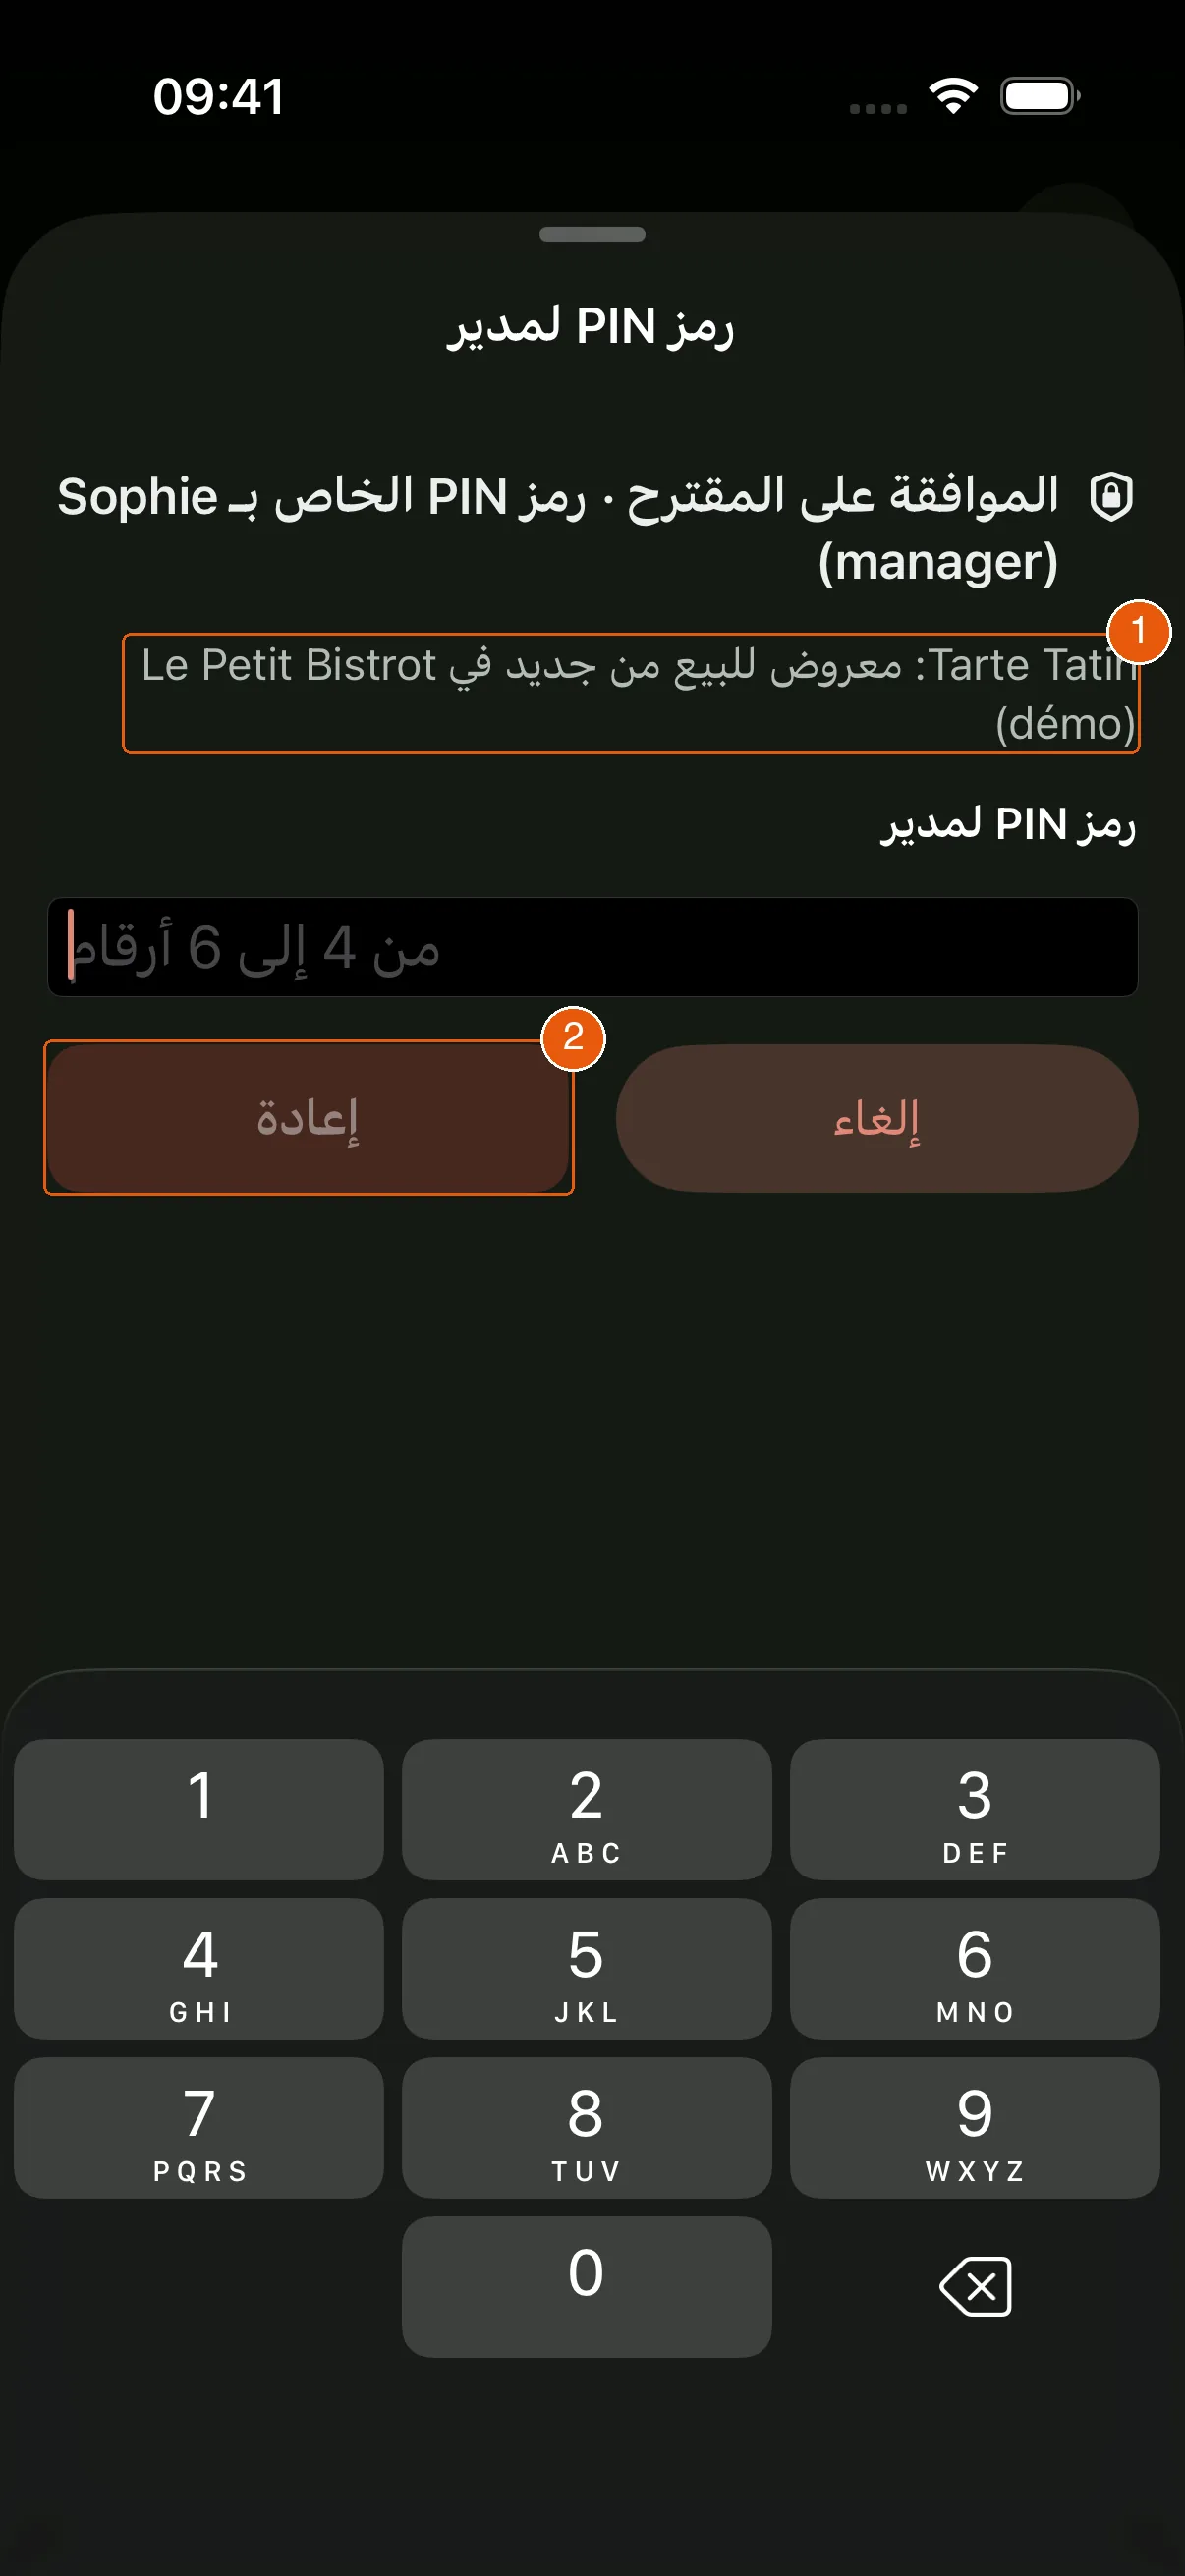 09:41
رمز PIN لمدير
الموافقة على المقترح · رمز PIN الخاص بـ Sophie
(manager)
1
Tarte Tatin: معروض للبيع من جديد في Le Petit Bistrot
(démo)
رمز PIN لمدير
من 4 إلى 6 أرقام
2
إلغاء
إعادة
1
2
ABC
3
DEF
4
GHI
5
JKL
6
MNO
7
PQRS
8
TUV
9
WXYZ
0